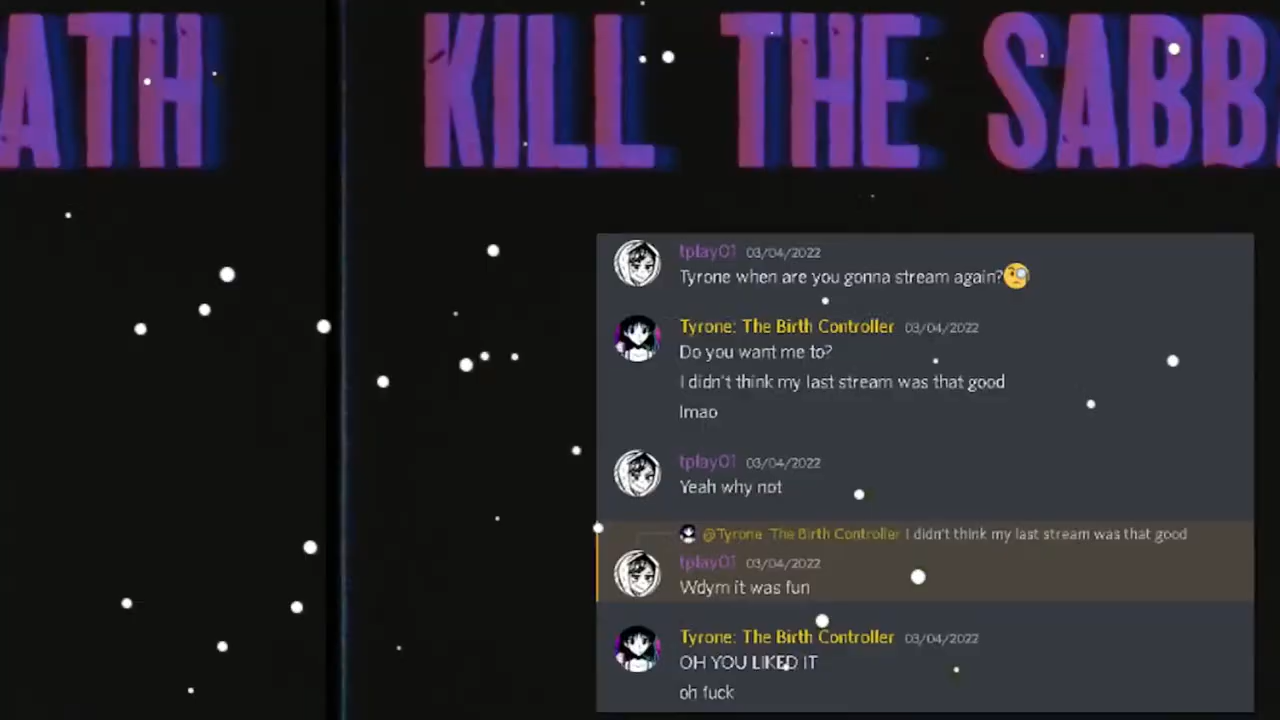 ATH KILL THE SABB
tplay01 03/04/2022
Tyrone when are you gonna stream again?🧐
Tyrone: The Birth Controller 03/04/2022
Do you want me to?
I didn't think my last stream was that good
lmao
tplay01 03/04/2022
Yeah why not
@Tyrone The Birth Controller I didn't think my last stream was that good
tplay01 03/04/2022
Wdym it was fun
Tyrone: The Birth Controller 03/04/2022
OH YOU LIKED IT
oh fuck